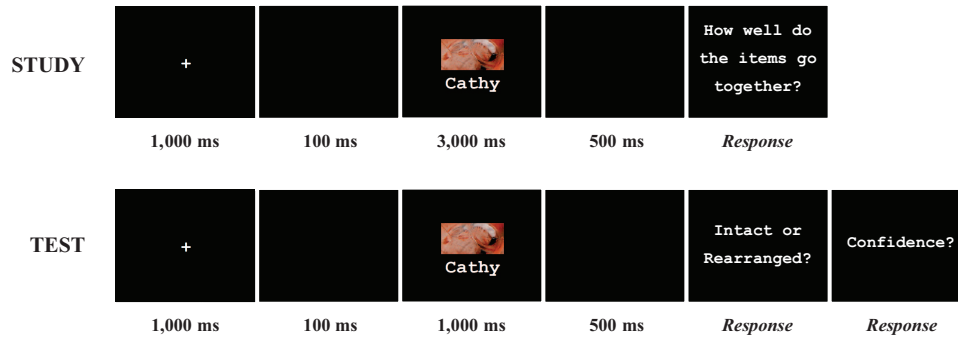 STUDY
+
Cathy
How well do
the items go
together?
1,000 ms 100 ms 3,000 ms 500 ms Response
TEST
+
Cathy
Intact or
Rearranged?
Confidence?
1,000 ms 100 ms 1,000 ms 500 ms Response Response